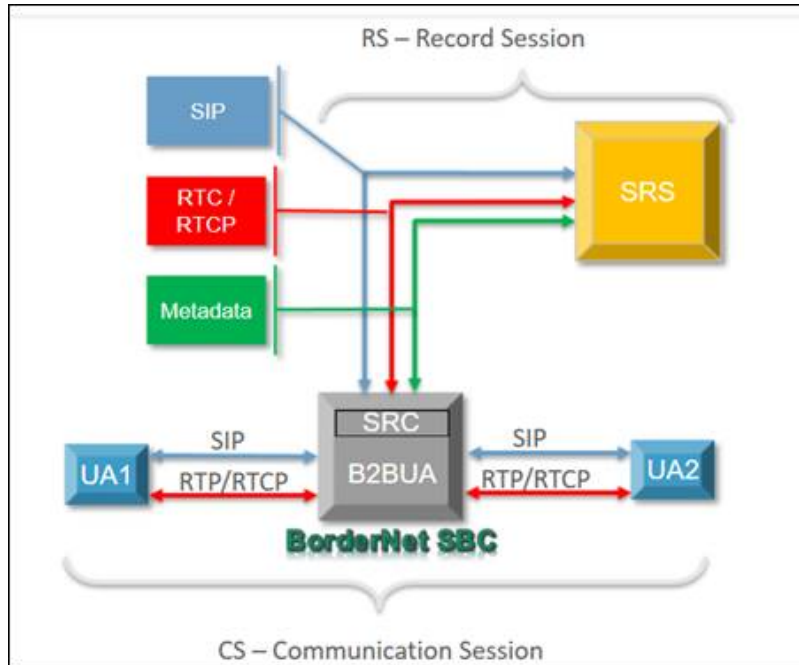 RS – Record Session
SIP
RTC /
RTCP
Metadata
SRS
SRC
B2BUA
UA1
SIP
RTP/RTCP
SIP
RTP/RTCP
UA2
BorderNet SBC
CS – Communication Session